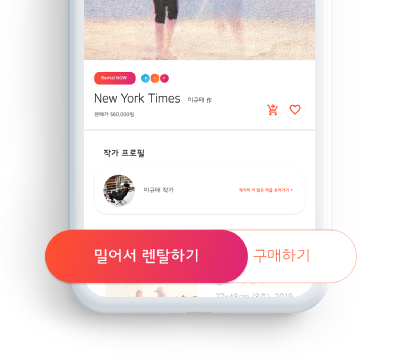 Rental NOW
New York Times 이규태 作
판매가 560,000원
작가 프로필
이규태 작가
작가의 더 많은 작품 보러가기 >
밀어서 렌탈하기 구매하기
27x48cm (8호), 2019